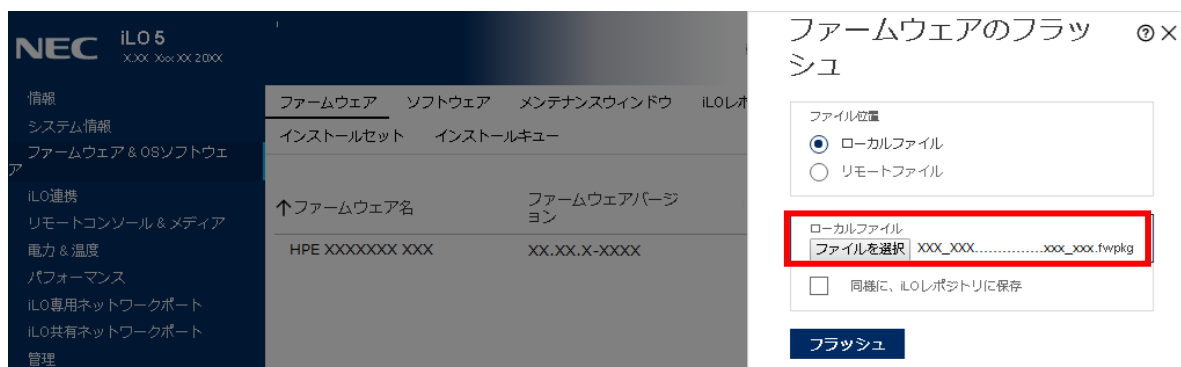 NEC iLO 5
X.XX Xxx XX 20XX
情報
システム情報
ファームウェア & OSソフトウェ
ア
iLO連携
リモートコンソール & メディア
電力 & 温度
パフォーマンス
iLO専用ネットワークポート
iLO共有ネットワークポート
管理
ファームウェア ソフトウェア メンテナンスウィンドウ iLOレポ
インストールセット インストールキュー
↑ファームウェア名 ファームウェアバージ
ョン
HPE XXXXXXX XXX XX.XX.X-XXXX
ファームウェアのフラッ
シュ
ファイル位置
ローカルファイル
リモートファイル
ローカルファイル
ファイルを選択 XXX_XXX................xxx_xxx.fwpkg
同様に、iLOレポジトリに保存
フラッシュ